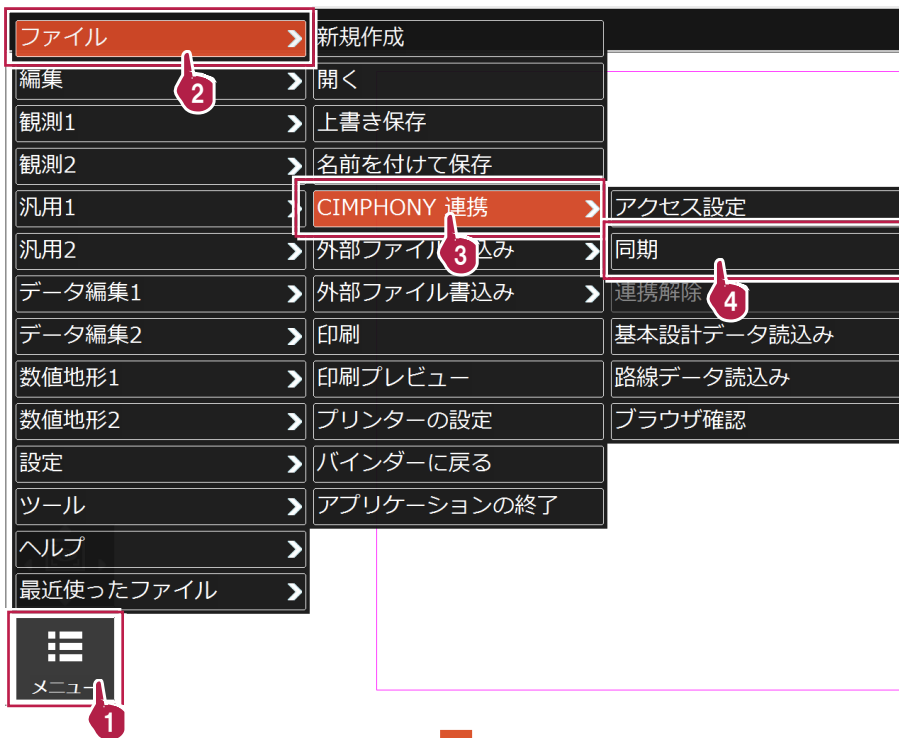 ファイル
編集
観測1
観測2
汎用1
汎用2
データ編集1
データ編集2
数値地形1
数値地形2
設定
ツール
ヘルプ
最近使ったファイル
メニュー
新規作成
開く
上書き保存
名前を付けて保存
CIMPHONY 連携
外部ファイル 込み
外部ファイル書込み
印刷
印刷プレビュー
プリンターの設定
バインダーに戻る
アプリケーションの終了
アクセス設定
同期
連携解除
基本設計データ読込み
路線データ読込み
ブラウザ確認
1
2
3
4